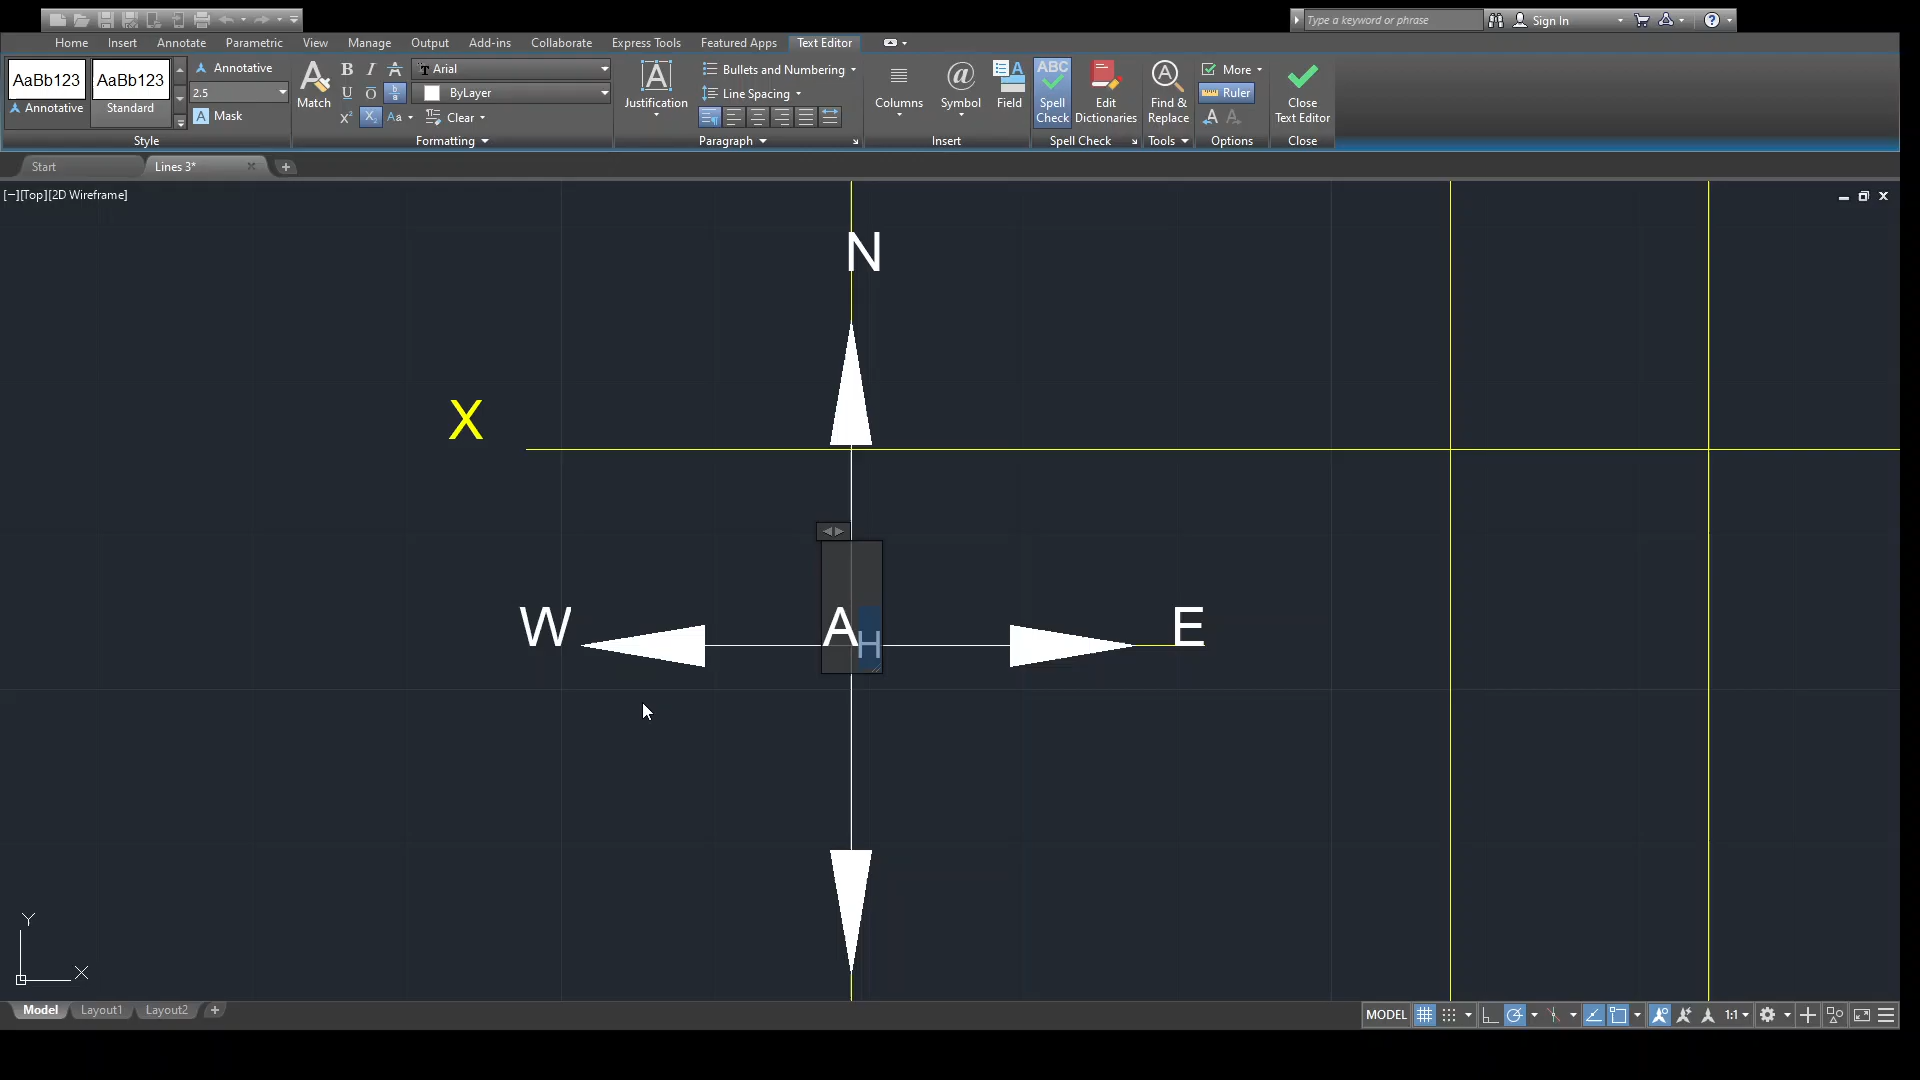 Type a keyword or phrase
Sign In
Home Insert Annotate Parametric View Manage Output Add-ins Collaborate Express Tools Featured Apps Text Editor
AaBb123
Annotative
AaBb123
Standard
Annotative
2.5
A Mask
Style
Match
B I A
U O b/a
X² X₂ Aa
Arial
ByLayer
Clear
Formatting
A
Justification
Bullets and Numbering
Line Spacing
Paragraph
Columns
@
Symbol
A
Field
Insert
ABC
Spell
Check
Edit
Dictionaries
Spell Check
A
Find &
Replace
Tools
More
Ruler
Options
Close
Text Editor
Close
Start
Lines 3*
[−][Top][2D Wireframe]
N
X
W
AH
E
Y
X
Model Layout1 Layout2
MODEL
1:1